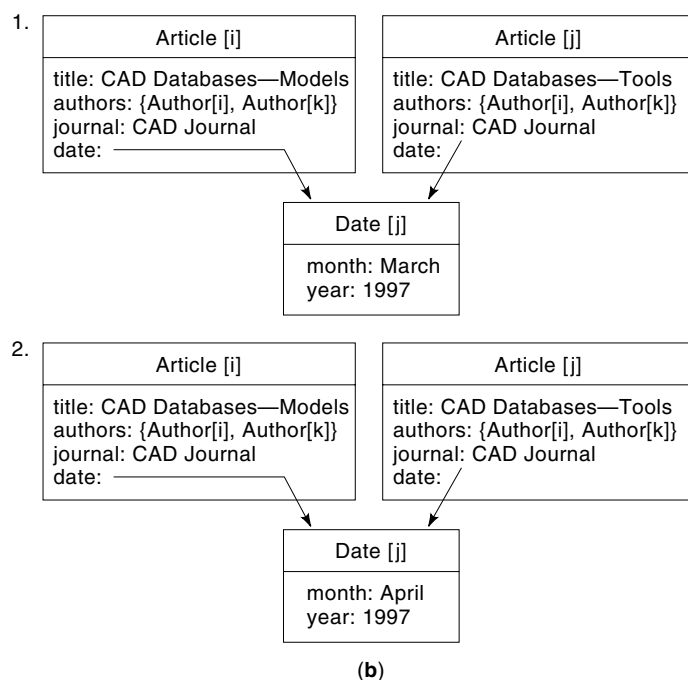 1.
Article [i]
title: CAD Databases—Models
authors: {Author[i], Author[k]}
journal: CAD Journal
date:
Article [j]
title: CAD Databases—Tools
authors: {Author[i], Author[k]}
journal: CAD Journal
date:
Date [j]
month: March
year: 1997
2.
Article [i]
title: CAD Databases—Models
authors: {Author[i], Author[k]}
journal: CAD Journal
date:
Article [j]
title: CAD Databases—Tools
authors: {Author[i], Author[k]}
journal: CAD Journal
date:
Date [j]
month: April
year: 1997
(b)